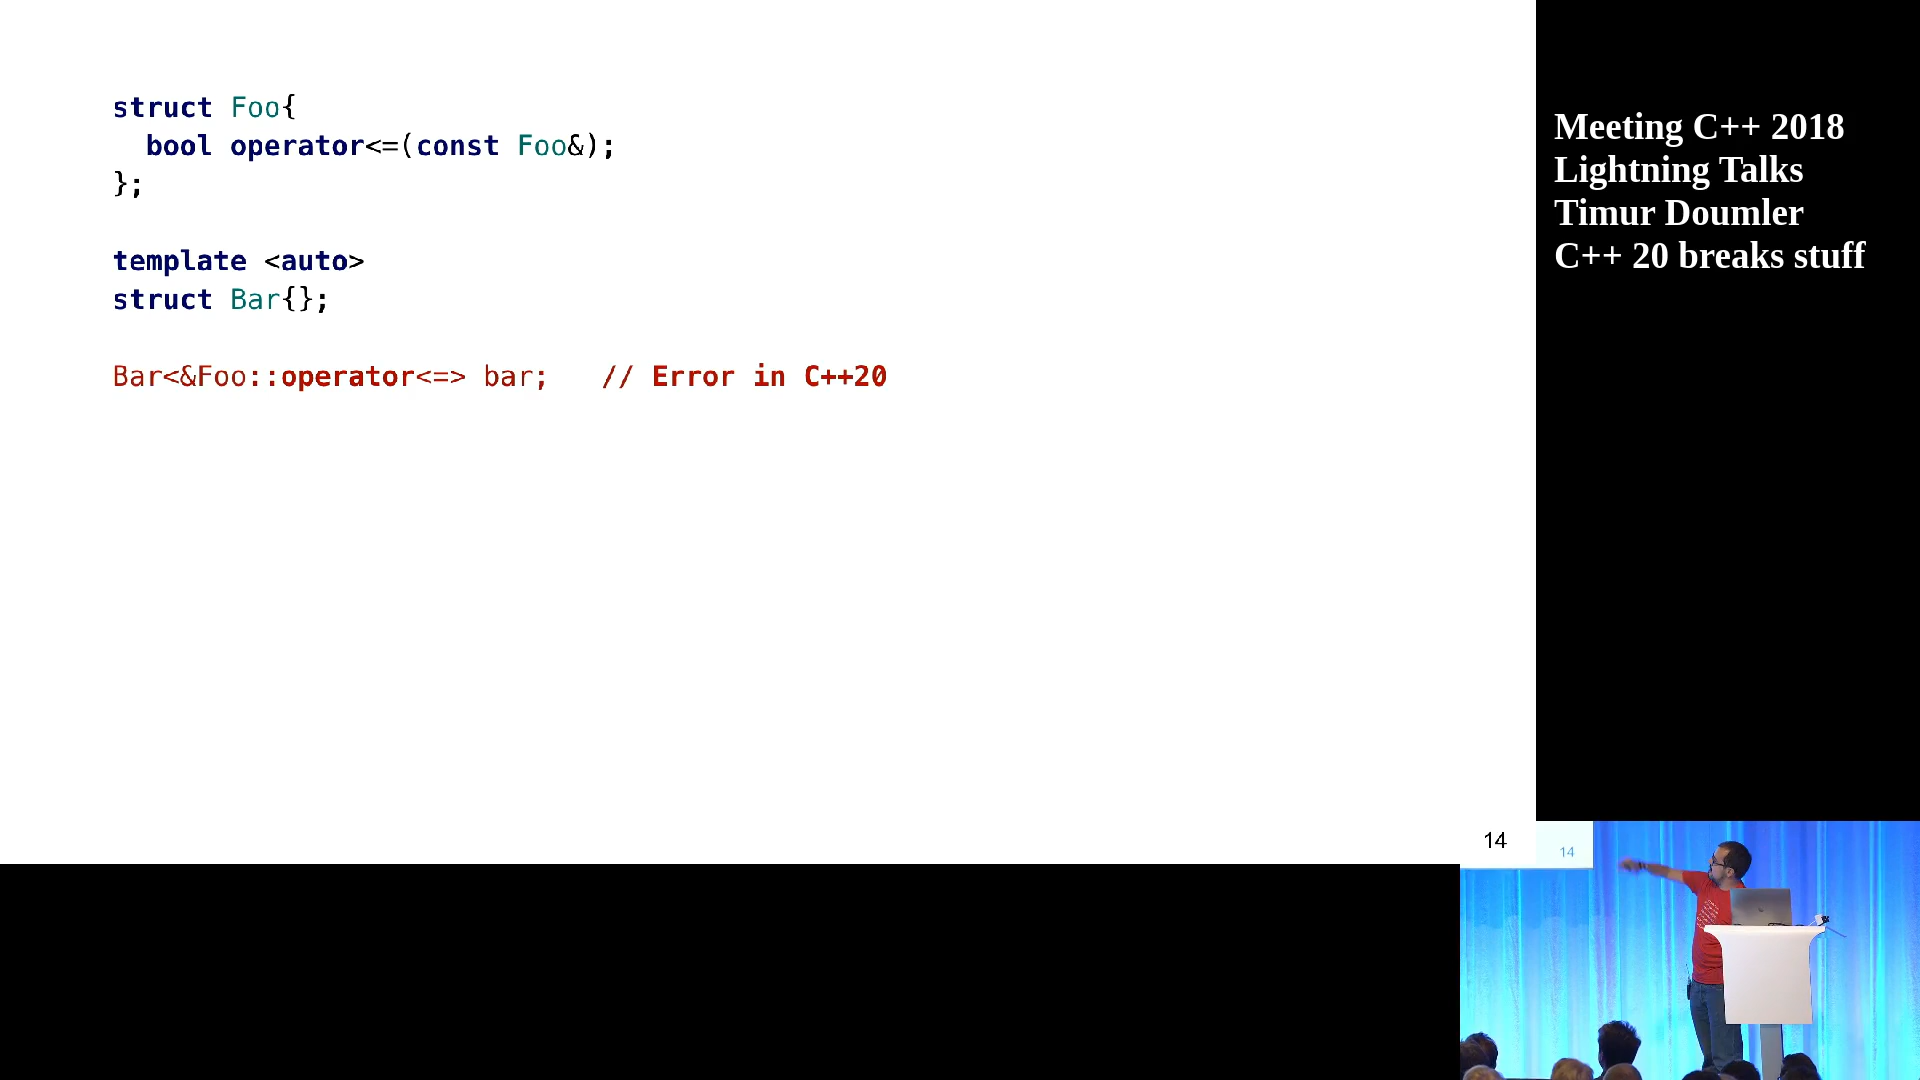 struct Foo{
  bool operator<=(const Foo&);
};
template <auto>
struct Bar{};
Bar<&Foo::operator<=> bar;   // Error in C++20
14
Meeting C++ 2018
Lightning Talks
Timur Doumler
C++ 20 breaks stuff
14